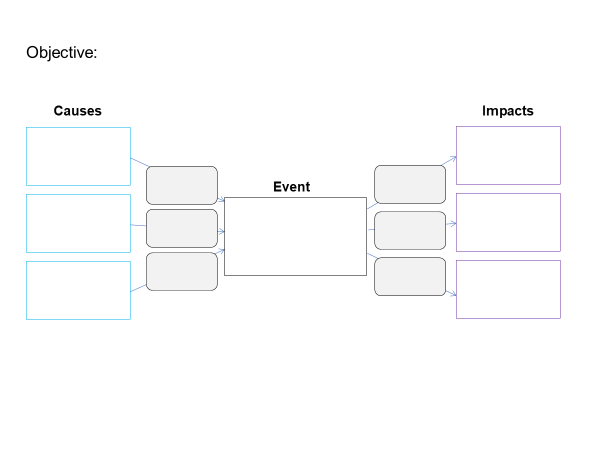 Objective:
Causes
Impacts
Event